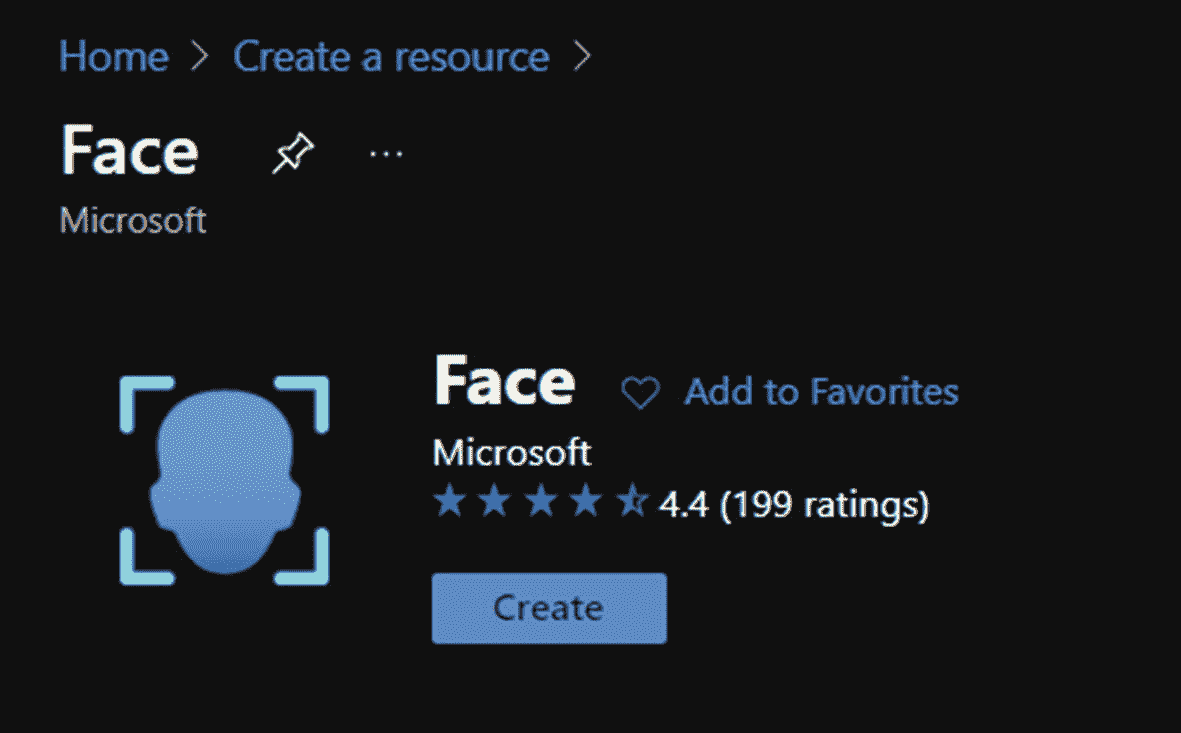 Home > Create a resource >
Face ...
Microsoft
Face Add to Favorites
Microsoft
4.4 (199 ratings)
Create